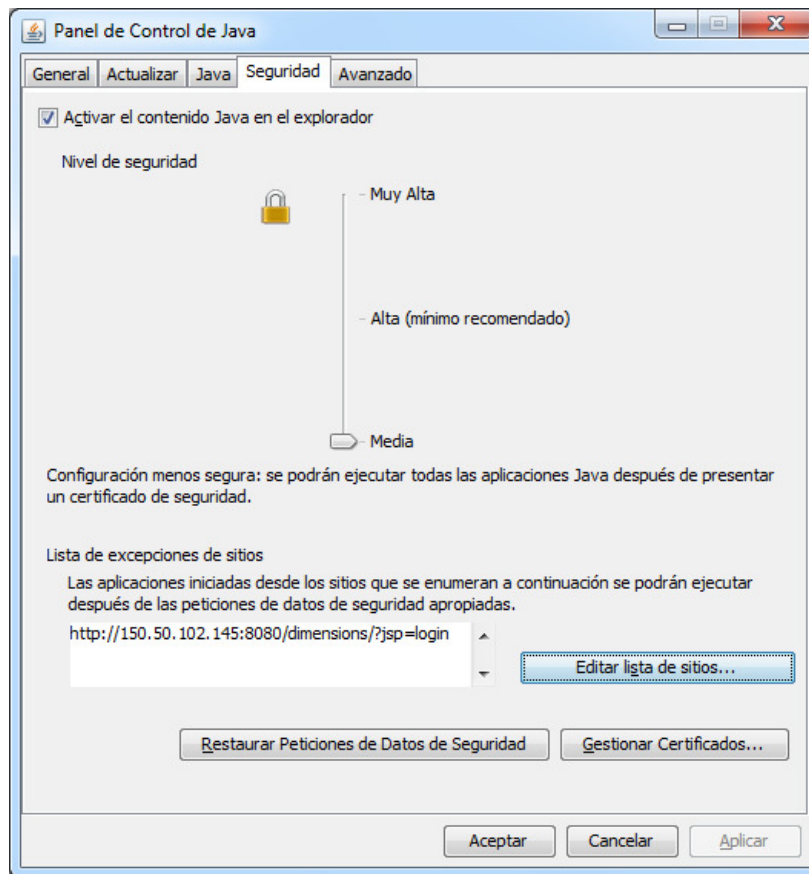 Panel de Control de Java
General Actualizar Java Seguridad Avanzado
Activar el contenido Java en el explorador
Nivel de seguridad
Muy Alta
Alta (mínimo recomendado)
Media
Configuración menos segura: se podrán ejecutar todas las aplicaciones Java después de presentar
un certificado de seguridad.
Lista de excepciones de sitios
Las aplicaciones iniciadas desde los sitios que se enumeran a continuación se podrán ejecutar
después de las peticiones de datos de seguridad apropiadas.
http://150.50.102.145:8080/dimensions/?jsp=login
Editar lista de sitios...
Restaurar Peticiones de Datos de Seguridad Gestionar Certificados...
Aceptar Cancelar Aplicar